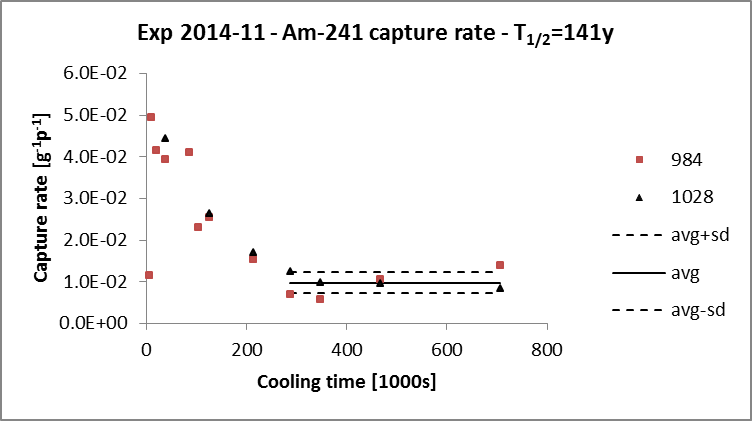 Exp 2014-11 - Am-241 capture rate - T1/2=141y
Capture rate [g-1p-1]
6.0E-02
5.0E-02
4.0E-02
3.0E-02
2.0E-02
1.0E-02
0.0E+00
0 200 400 600 800
Cooling time [1000s]
984
1028
avg+sd
avg
avg-sd